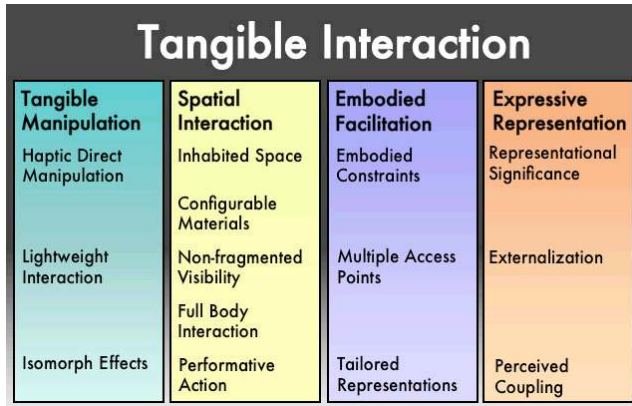 Tangible Interaction
Tangible
Manipulation
Haptic Direct
Manipulation
Lightweight
Interaction
Isomorph Effects
Spatial
Interaction
Inhabited Space
Configurable
Materials
Non-fragmented
Visibility
Full Body
Interaction
Performative
Action
Embodied
Facilitation
Embodied
Constraints
Multiple Access
Points
Tailored
Representations
Expressive
Representation
Representational
Significance
Externalization
Perceived
Coupling